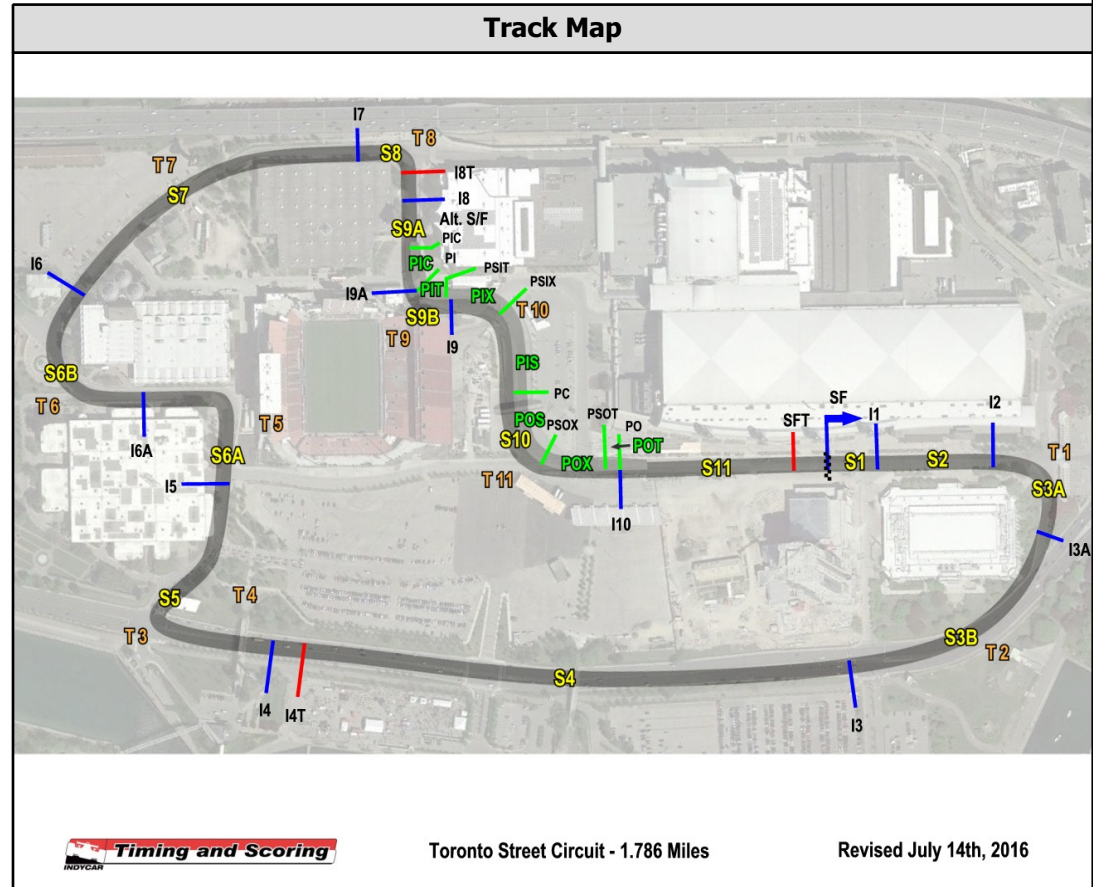 Track Map
I7
T 8
S8
T 7
I8T
S7
I8
Alt. S/F
S9A
PIC
PIC
PI
I6
PSIT
PIT
PIX
PSIX
I9A
S9B
T 10
T 9
I9
PIS
S6B
PC
T 6
SF
I2
I1
POS
PSOT
PO
SFT
T 5
PSOX
S10
POT
T 1
I6A
S6A
POX
S11
S1
S2
I5
T 11
S3A
I10
I3A
S5
T 4
T 3
S3B
T 2
S4
I4
I4T
I3
INDYCAR
Timing and Scoring
Toronto Street Circuit - 1.786 Miles
Revised July 14th, 2016